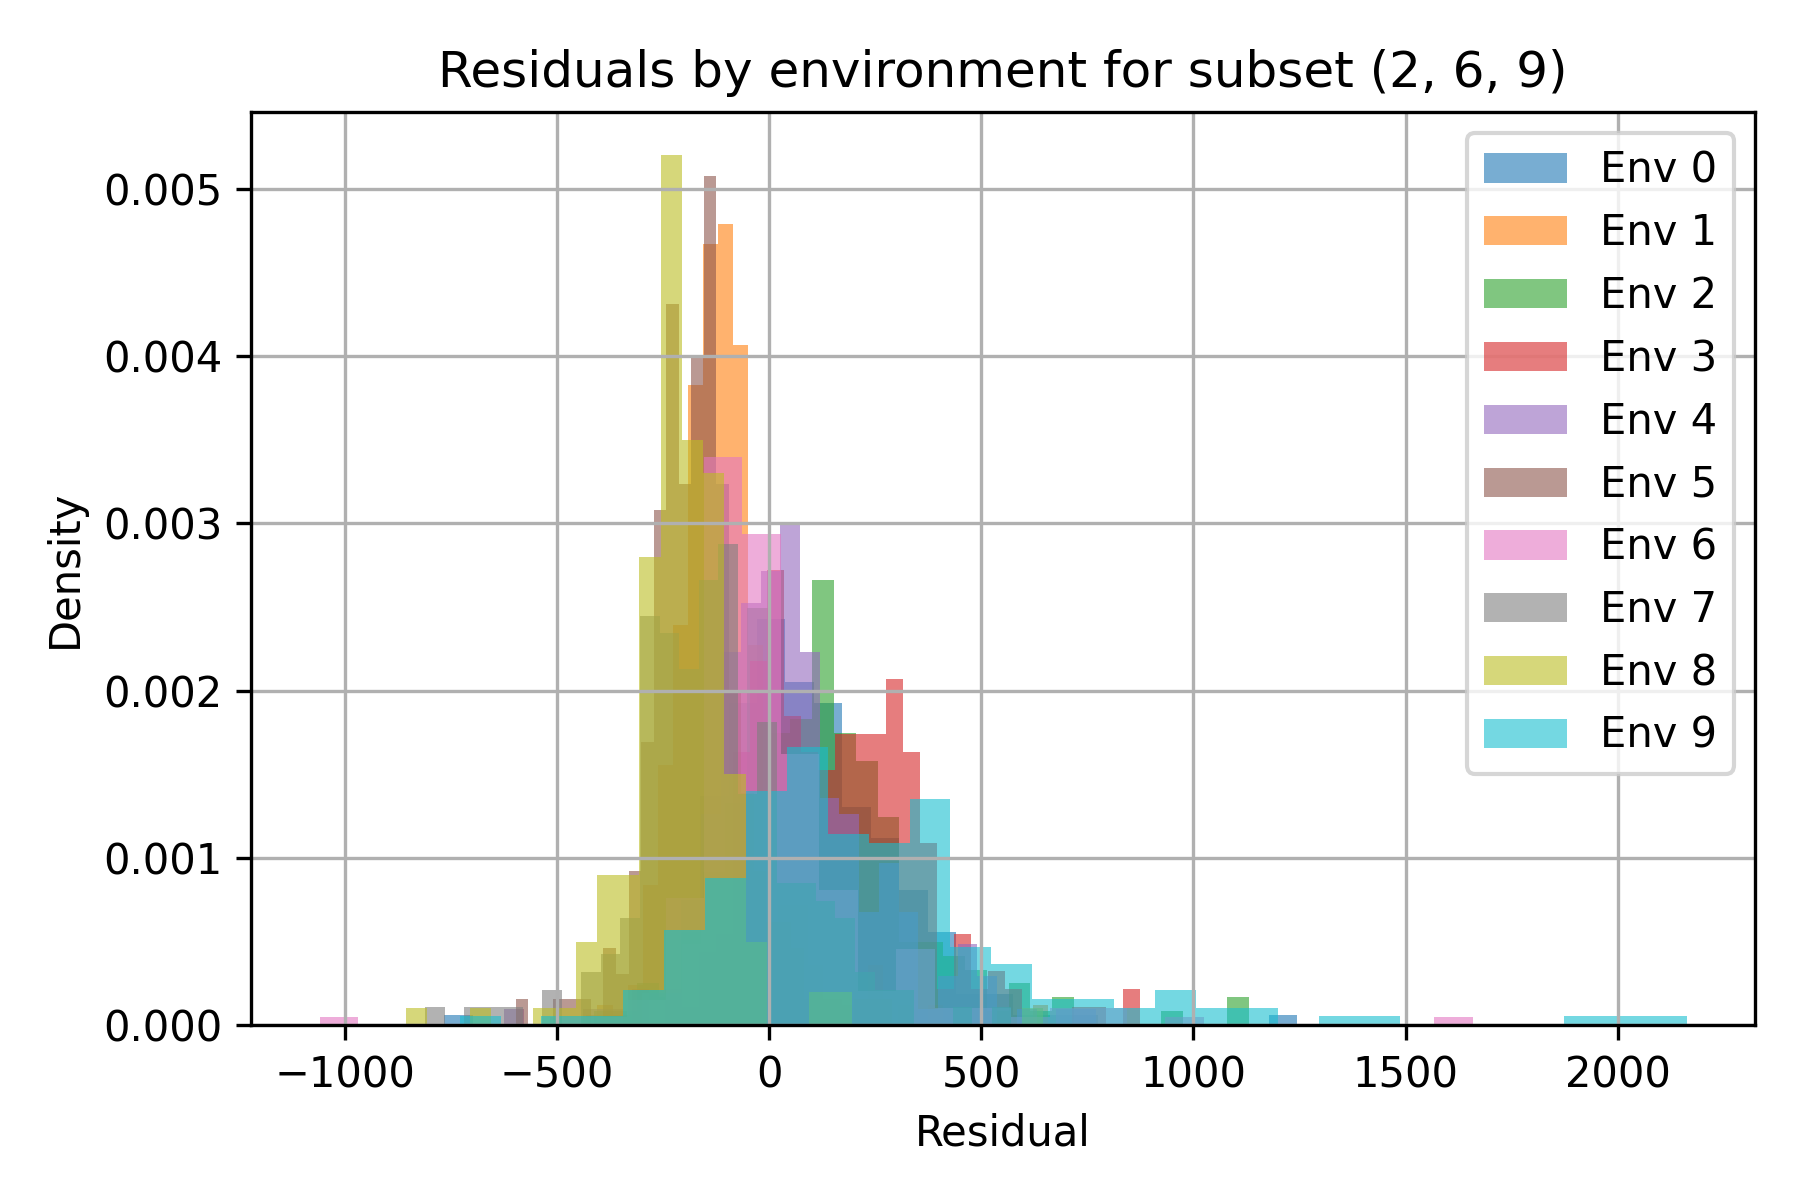 Residuals by environment for subset (2, 6, 9)
Density
0.005
0.004
0.003
0.002
0.001
0.000
−1000
−500
0
500
1000
1500
2000
Residual
Env 0
Env 1
Env 2
Env 3
Env 4
Env 5
Env 6
Env 7
Env 8
Env 9